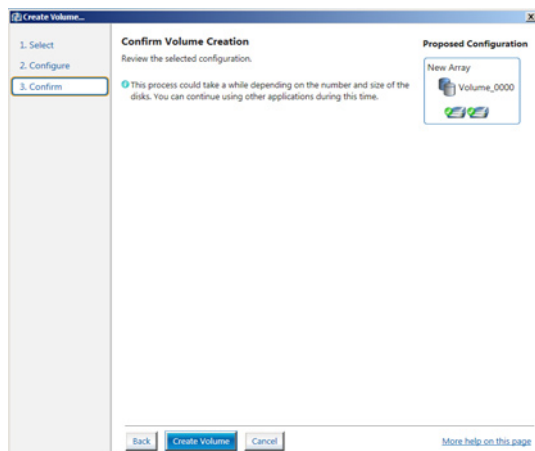 Create Volume...
1. Select
2. Configure
3. Confirm
Confirm Volume Creation
Review the selected configuration.
This process could take a while depending on the number and size of the
disks. You can continue using other applications during this time.
Proposed Configuration
New Array
Volume_0000
Back
Create Volume
Cancel
More help on this page